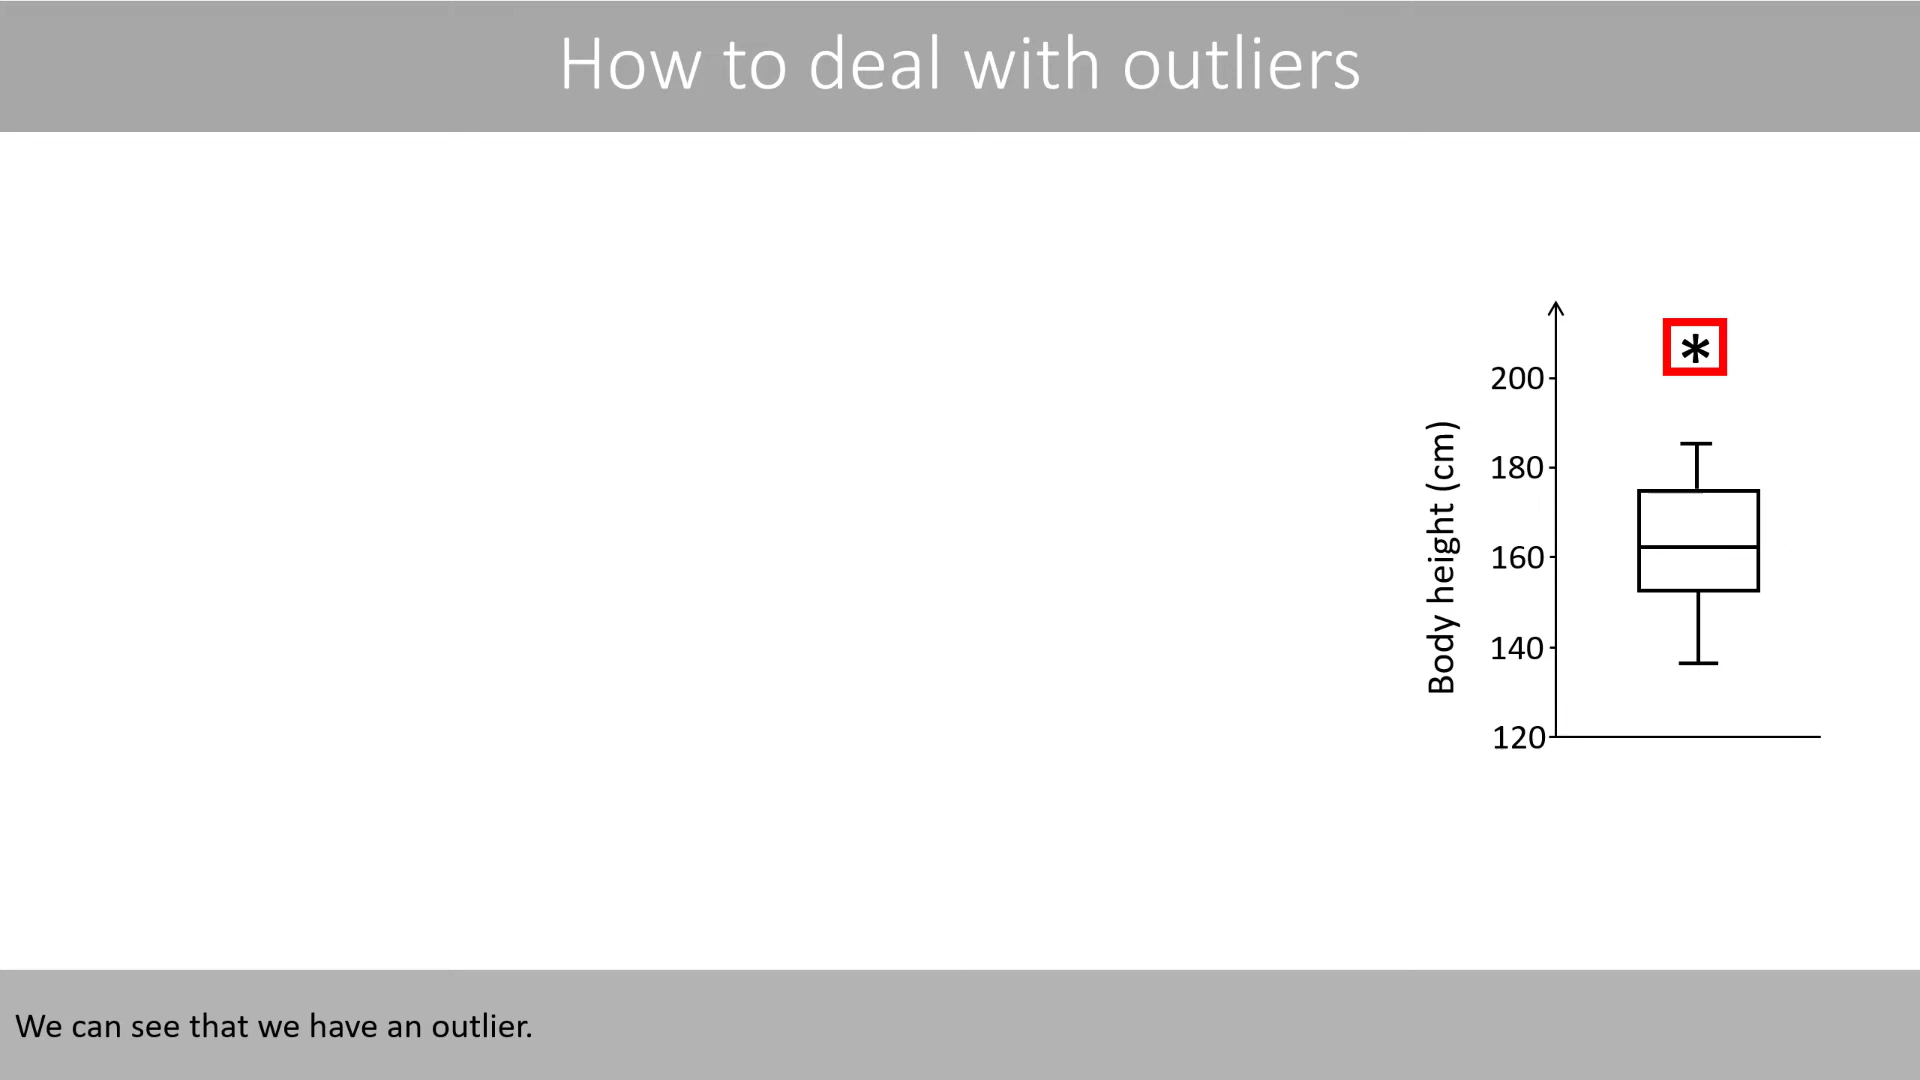 How to deal with outliers
*
200
180
160
140
120
Body height (cm)
We can see that we have an outlier.